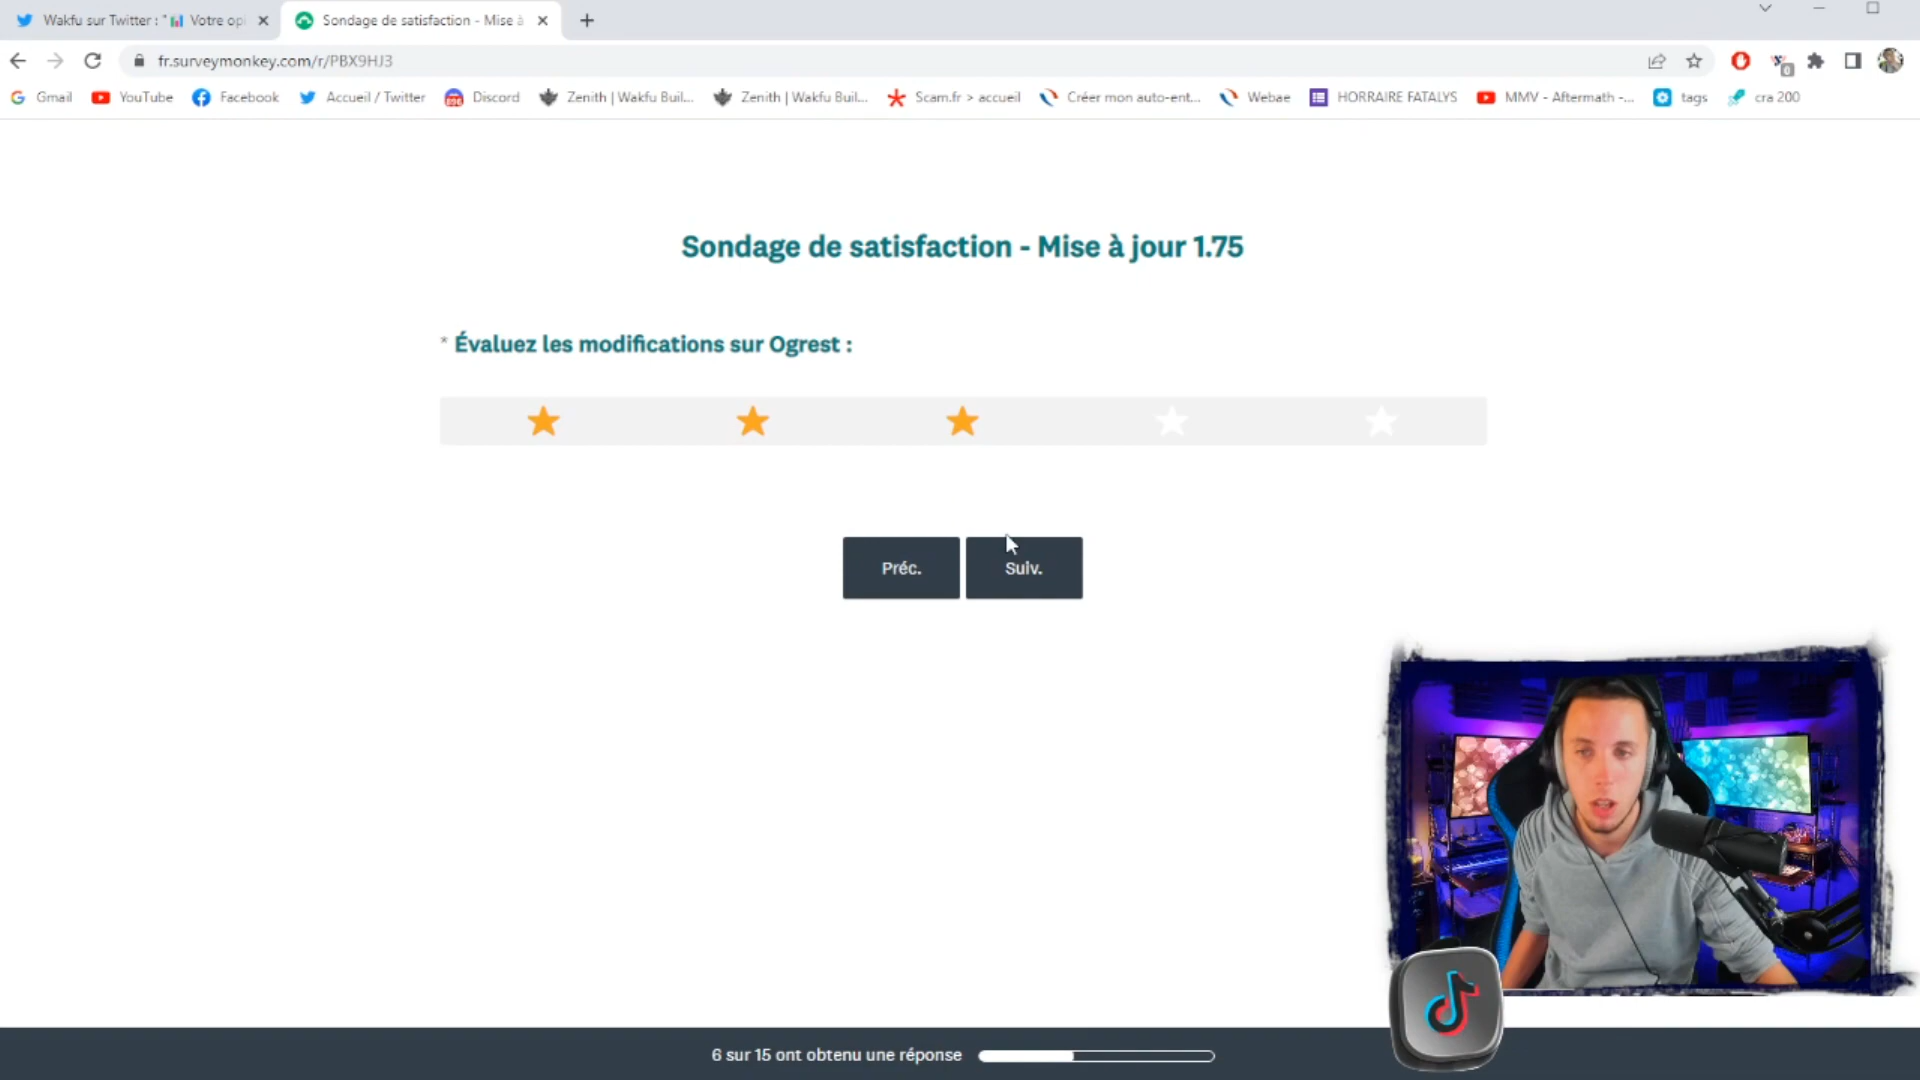 Wakfu sur Twitter : "📊 Votre opi
Sondage de satisfaction - Mise à
fr.surveymonkey.com/r/PBX9HJ3
0
Gmail
YouTube
Facebook
Accueil / Twitter
Discord
Zenith | Wakfu Buil...
Zenith | Wakfu Buil...
Scam.fr > accueil
Créer mon auto-ent...
Webae
HORRAIRE FATALYS
MMV - Aftermath -...
tags
cra 200
Sondage de satisfaction - Mise à jour 1.75
* Évaluez les modifications sur Ogrest :
Préc.
Suiv.
6 sur 15 ont obtenu une réponse